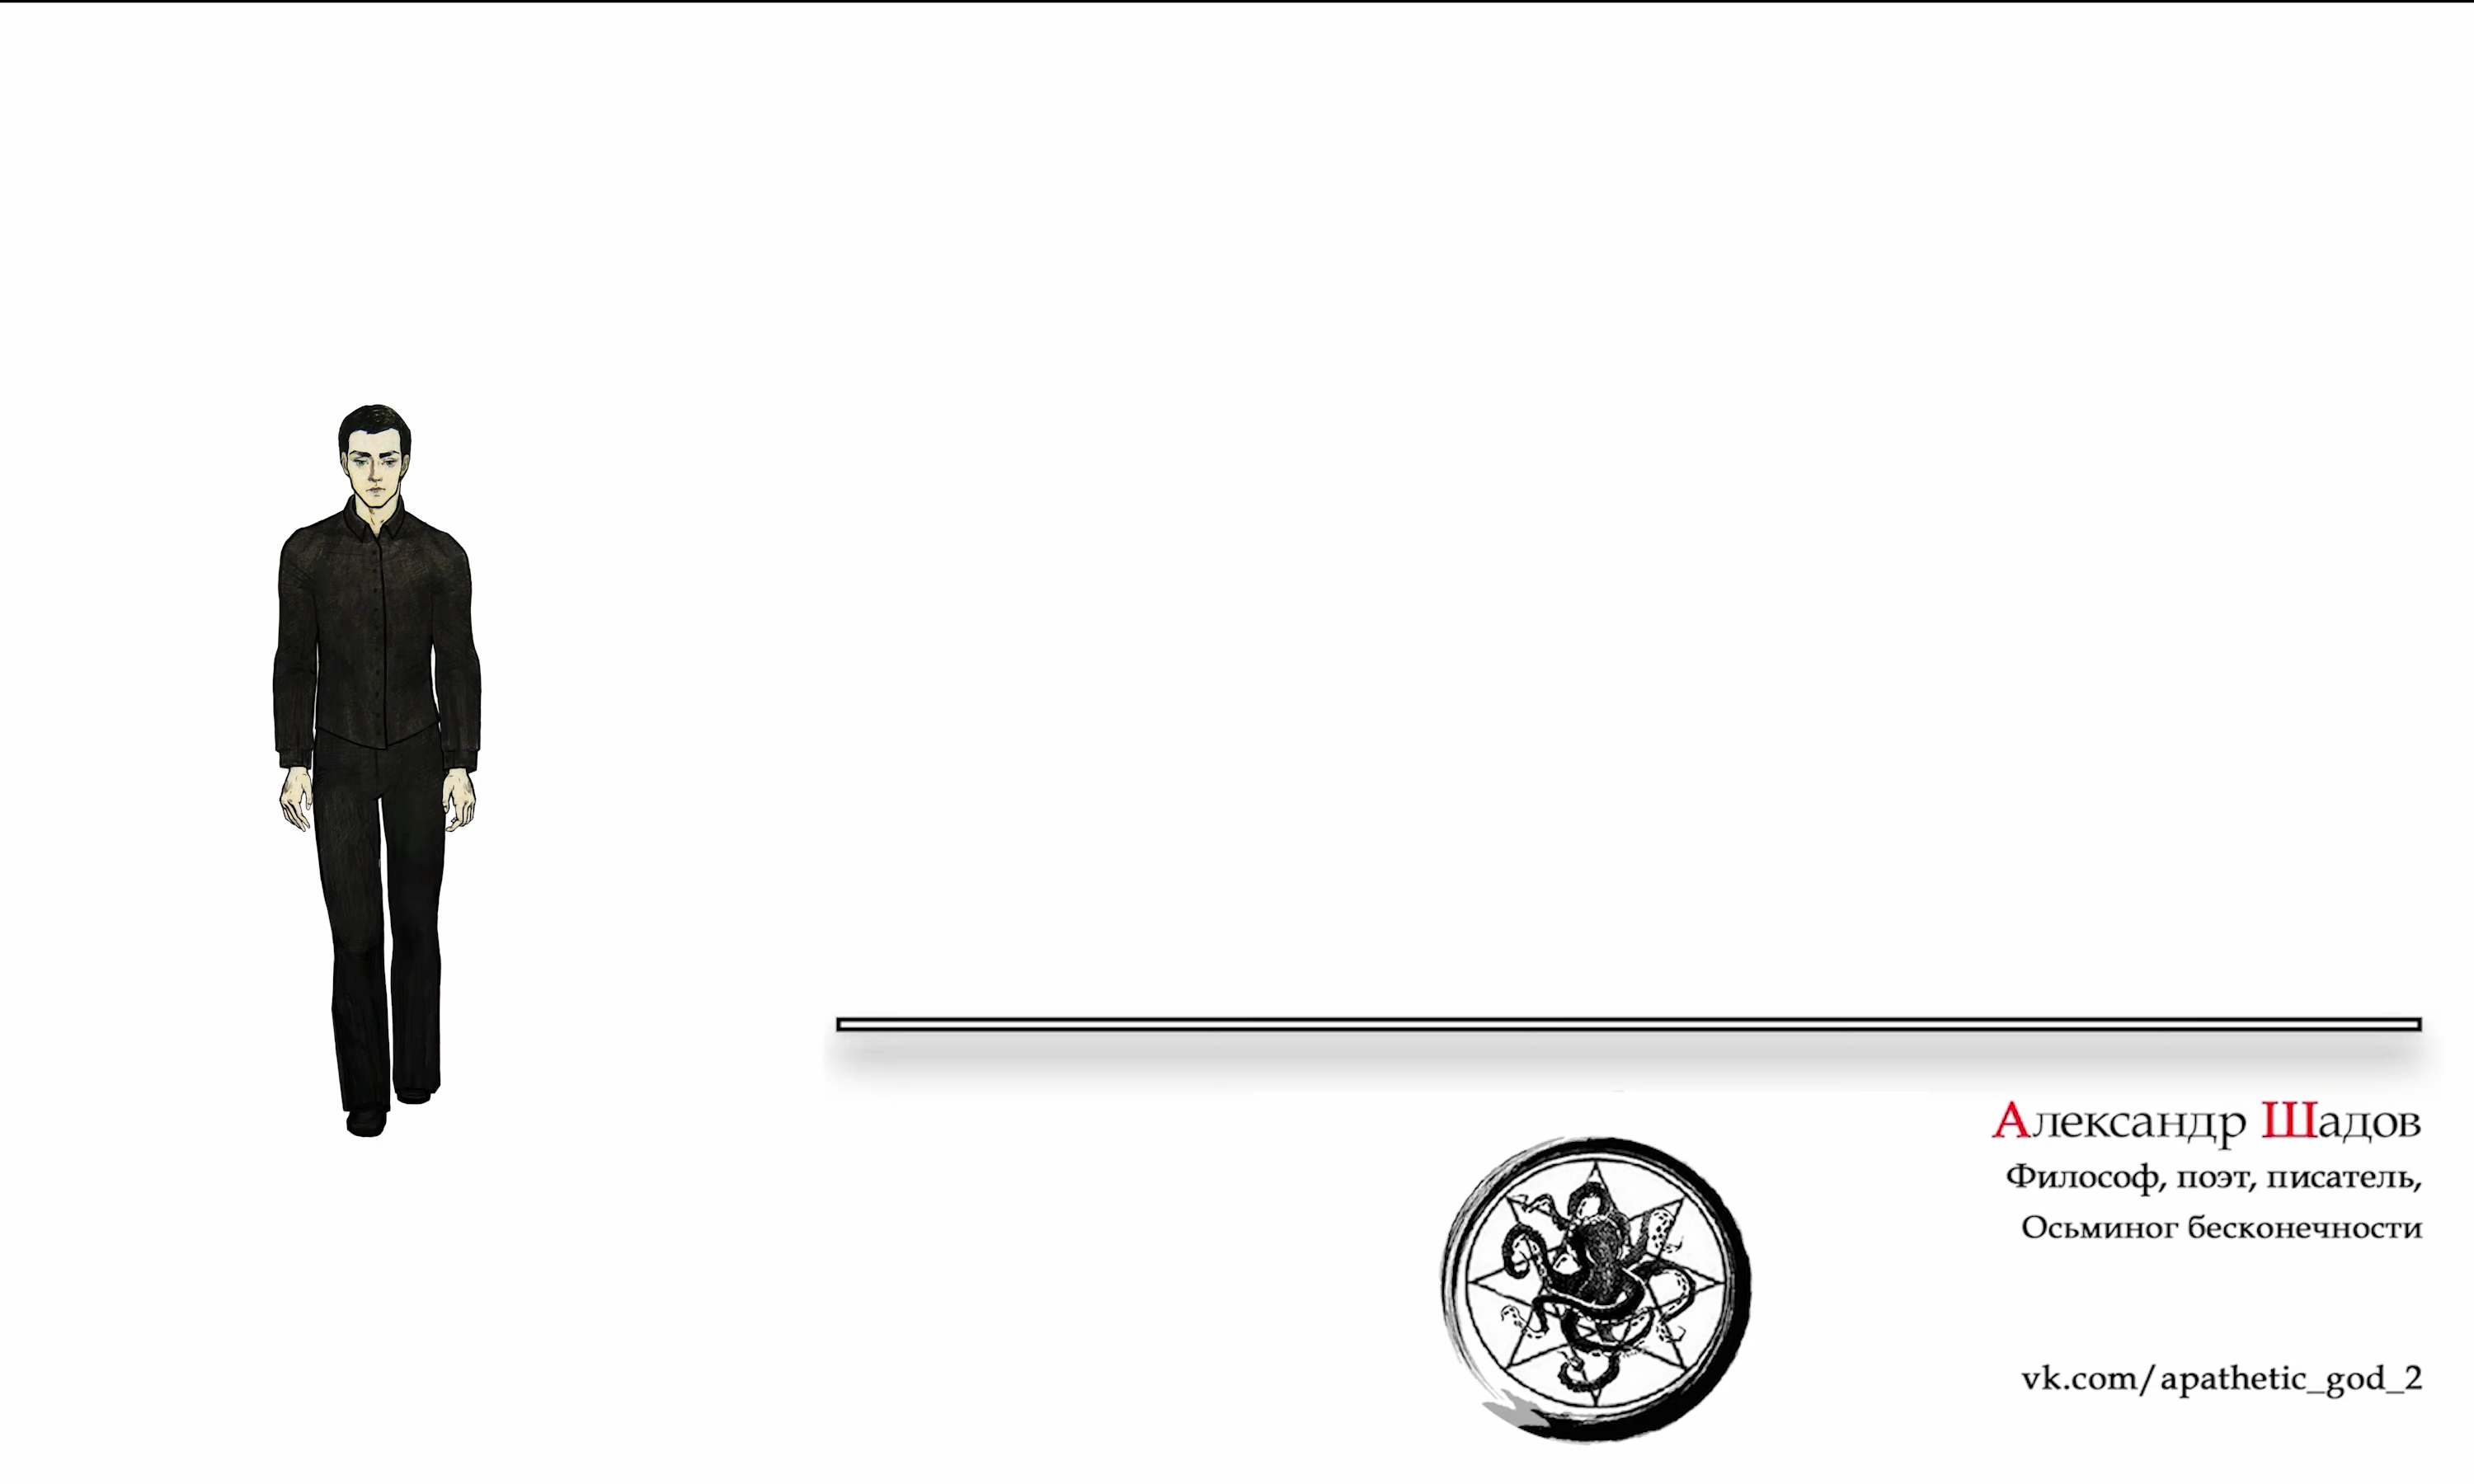 Александр Шадов
Философ, поэт, писатель,
Осьминог бесконечности
vk.com/apathetic_god_2